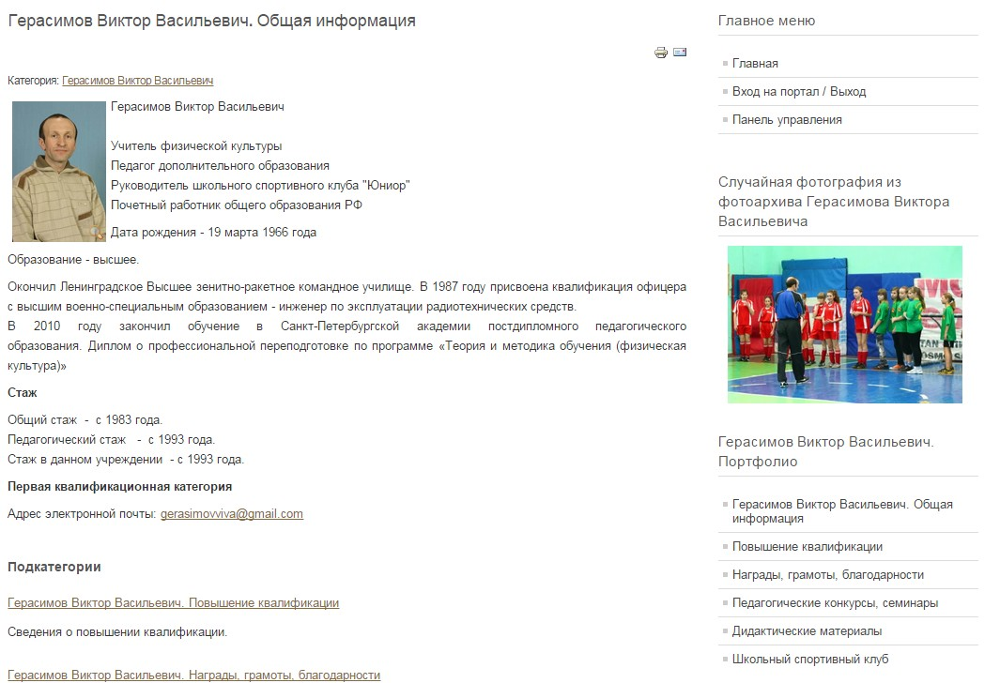 Герасимов Виктор Васильевич. Общая информация
Категория: Герасимов Виктор Васильевич
Герасимов Виктор Васильевич
Учитель физической культуры
Педагог дополнительного образования
Руководитель школьного спортивного клуба "Юниор"
Почетный работник общего образования РФ
Дата рождения - 19 марта 1966 года
Образование - высшее.
Окончил Ленинградское Высшее зенитно-ракетное командное училище. В 1987 году присвоена квалификация офицера
с высшим военно-специальным образованием - инженер по эксплуатации радиотехнических средств.
В 2010 году закончил обучение в Санкт-Петербургской академии постдипломного педагогического
образования. Диплом о профессиональной переподготовке по программе «Теория и методика обучения (физическая
культура)»
Стаж
Общий стаж - с 1983 года.
Педагогический стаж - с 1993 года.
Стаж в данном учреждении - с 1993 года.
Первая квалификационная категория
Адрес электронной почты: gerasimovviva@gmail.com
Подкатегории
Герасимов Виктор Васильевич. Повышение квалификации
Сведения о повышении квалификации.
Герасимов Виктор Васильевич. Награды, грамоты, благодарности
Главное меню
Главная
Вход на портал / Выход
Панель управления
Случайная фотография из
фотоархива Герасимова Виктора
Васильевича
Герасимов Виктор Васильевич.
Портфолио
Герасимов Виктор Васильевич. Общая
информация
Повышение квалификации
Награды, грамоты, благодарности
Педагогические конкурсы, семинары
Дидактические материалы
Школьный спортивный клуб